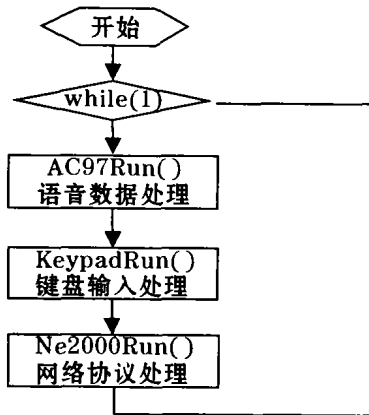 开始
while(1)
AC97Run()
语音数据处理
KeypadRun()
键盘输入处理
Ne2000Run()
网络协议处理